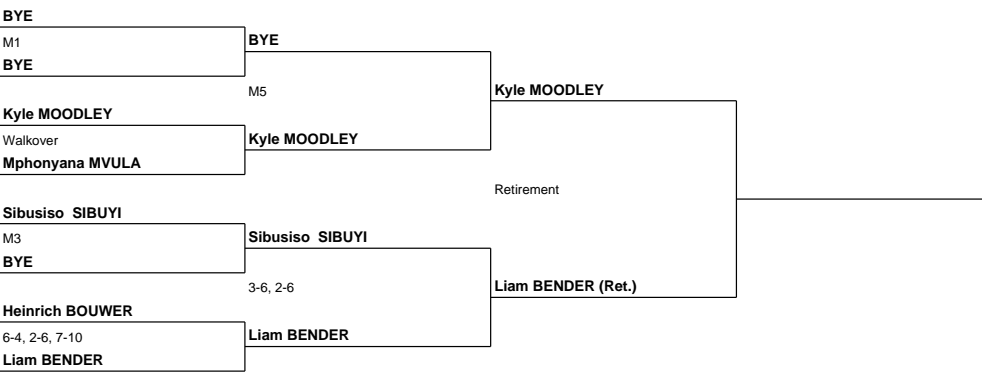 BYE
M1
BYE
BYE
M5
Kyle MOODLEY
Kyle MOODLEY
Walkover
Kyle MOODLEY
Mphonyana MVULA
Retirement
Sibusiso  SIBUYI
M3
Sibusiso  SIBUYI
BYE
3-6, 2-6
Liam BENDER (Ret.)
Heinrich BOUWER
6-4, 2-6, 7-10
Liam BENDER
Liam BENDER